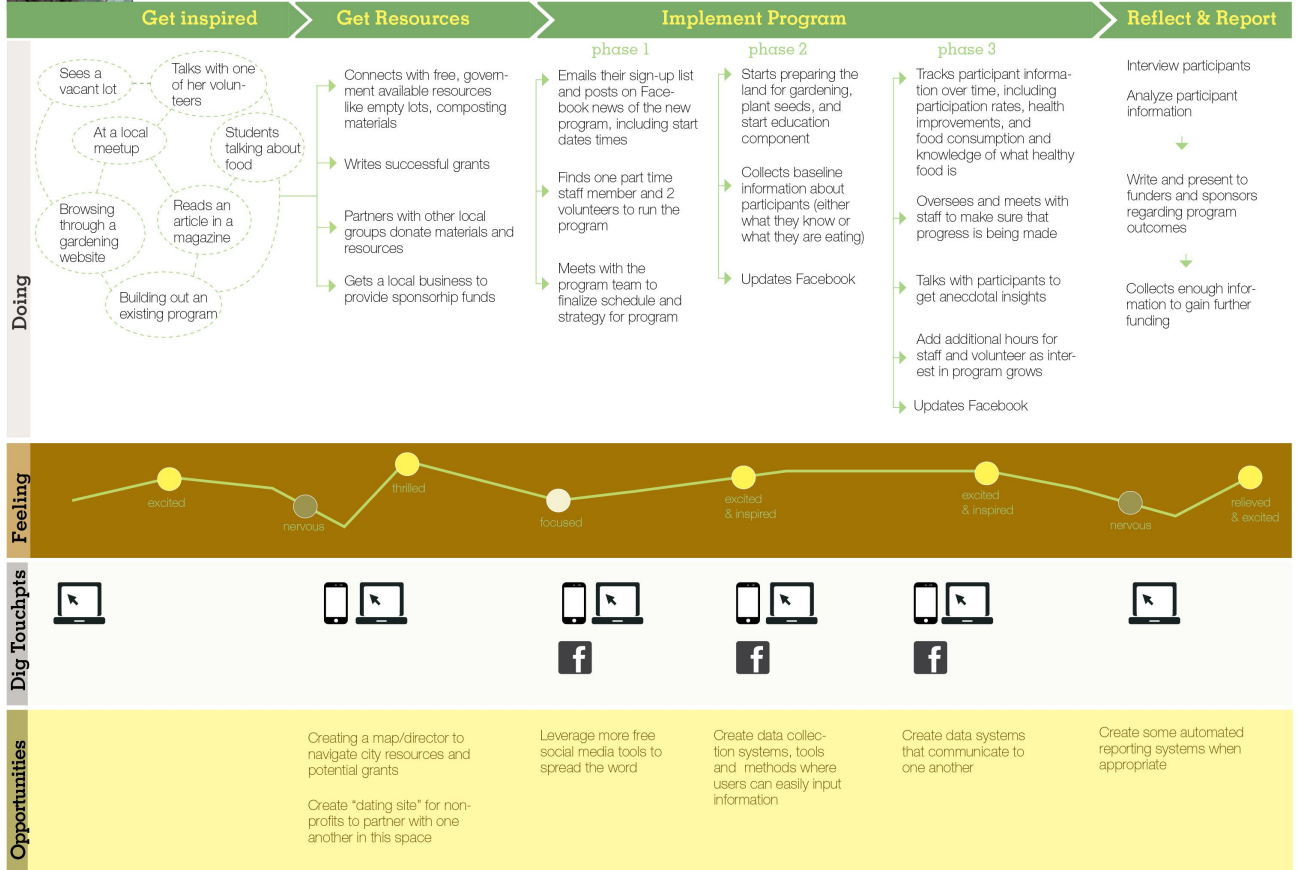 Get inspired
Get Resources
Implement Program
Reflect & Report
phase 1
phase 2
phase 3
Doing
Sees a
vacant lot
Talks with one
of her volun-
teers
At a local
meetup
Students
talking about
food
Browsing
through a
gardening
website
Reads an
article in a
magazine
Building out an
existing program
Connects with free, govern-
ment available resources
like empty lots, composting
materials
Writes successful grants
Partners with other local
groups donate materials and
resources
Gets a local business to
provide sponsorhip funds
Emails their sign-up list
and posts on Face-
book news of the new
program, including start
dates times
Finds one part time
staff member and 2
volunteers to run the
program
Meets with the
program team to
finalize schedule and
strategy for program
Starts preparing the
land for gardening,
plant seeds, and
start education
component
Collects baseline
information about
participants (either
what they know or
what they are eating)
Updates Facebook
Tracks participant informa-
tion over time, including
participation rates, health
improvements, and
food consumption and
knowledge of what healthy
food is
Oversees and meets with
staff to make sure that
progress is being made
Talks with participants to
get anecdotal insights
Add additional hours for
staff and volunteer as inter-
est in program grows
Updates Facebook
Interview participants
Analyze participant
information
Write and present to
funders and sponsors
regarding program
outcomes
Collects enough infor-
mation to gain further
funding
Feeling
excited
nervous
thrilled
focused
excited
& inspired
excited
& inspired
nervous
relieved
& excited
Dig Touchpts
f
f
f
Opportunities
Creating a map/director to
navigate city resources and
potential grants
Create “dating site” for non-
profits to partner with one
another in this space
Leverage more free
social media tools to
spread the word
Create data collec-
tion systems, tools
and methods where
users can easily input
information
Create data systems
that communicate to
one another
Create some automated
reporting systems when
appropriate